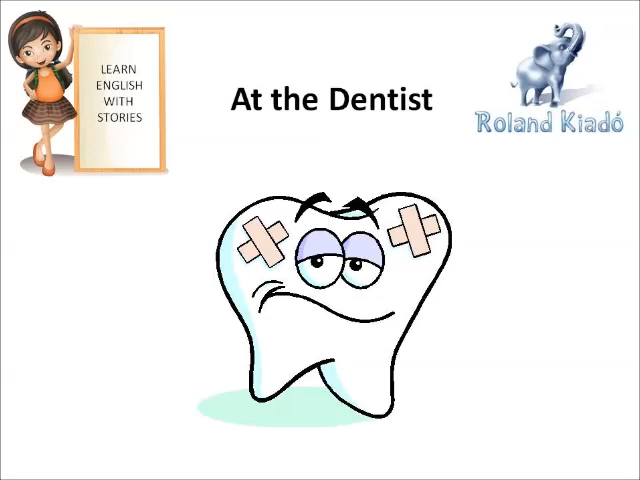 LEARN
ENGLISH
WITH
STORIES
At the Dentist
Roland Kiadó